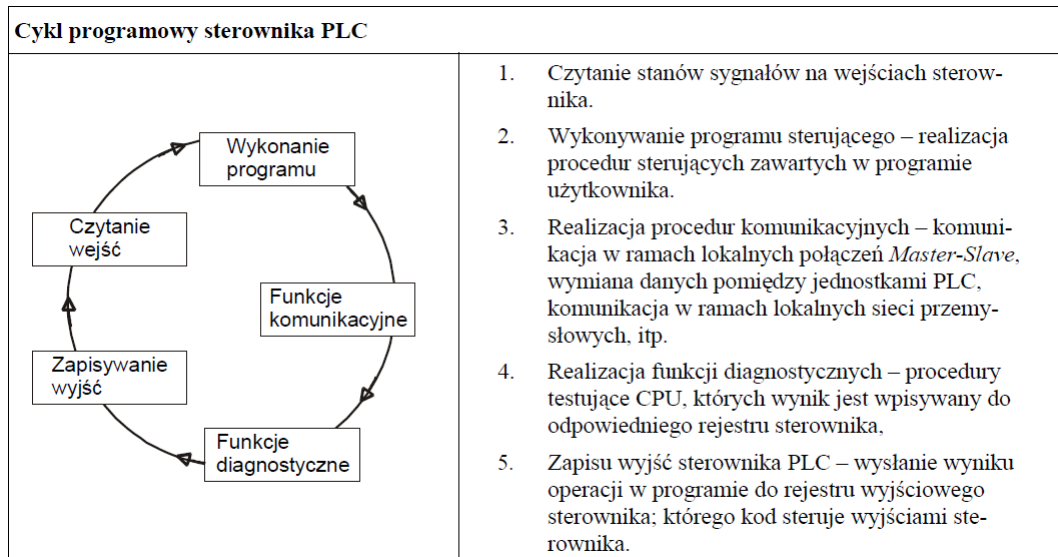 Cykl programowy sterownika PLC
Wykonanie
programu
Czytanie
wejść
Funkcje
komunikacyjne
Zapisywanie
wyjść
Funkcje
diagnostyczne
1. Czytanie stanów sygnałów na wejściach sterow-
nika.
2. Wykonywanie programu sterującego – realizacja
procedur sterujących zawartych w programie
użytkownika.
3. Realizacja procedur komunikacyjnych – komuni-
kacja w ramach lokalnych połączeń Master-Slave,
wymiana danych pomiędzy jednostkami PLC,
komunikacja w ramach lokalnych sieci przemy-
słowych, itp.
4. Realizacja funkcji diagnostycznych – procedury
testujące CPU, których wynik jest wpisywany do
odpowiedniego rejestru sterownika,
5. Zapisu wyjść sterownika PLC – wysłanie wyniku
operacji w programie do rejestru wyjściowego
sterownika; którego kod steruje wyjściami ste-
rownika.